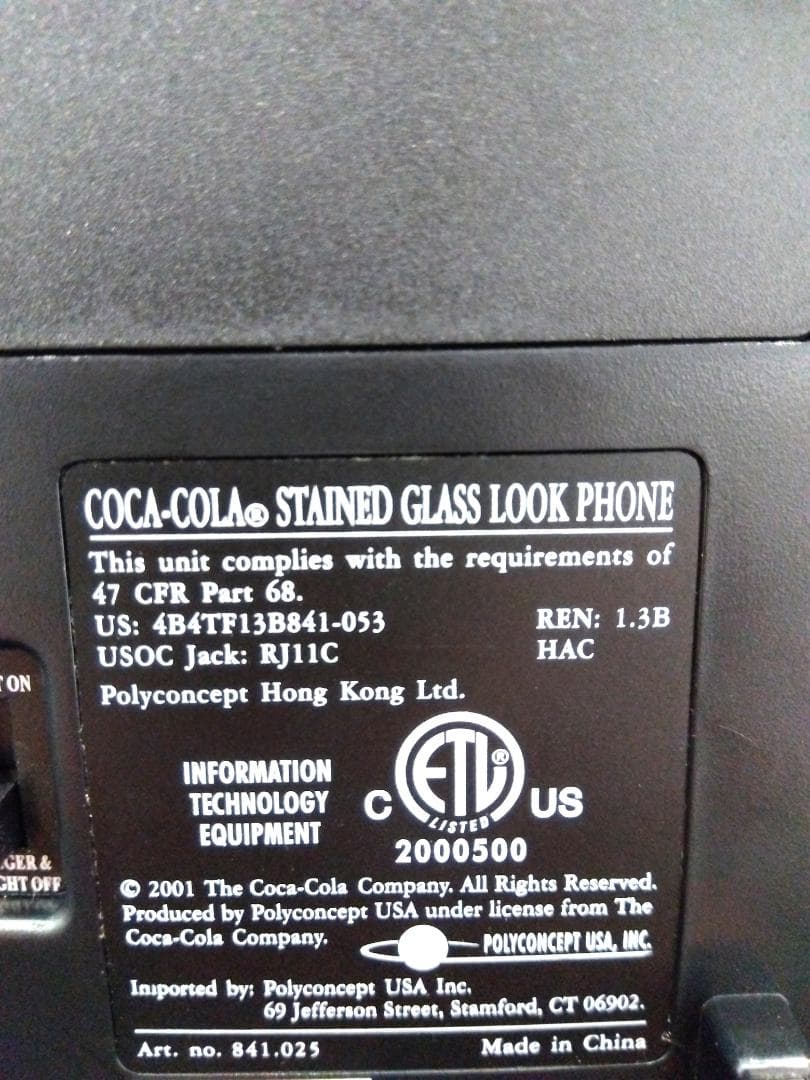 COCA-COLA® STAINED GLASS LOOK PHONE
This unit complies with the requirements of
47 CFR Part 68.
US: 4B4TF13B841-053 REN: 1.3B
USOC Jack: RJ11C HAC
Polyconcept Hong Kong Ltd.
INFORMATION
TECHNOLOGY
EQUIPMENT
C ETL® US
LISTED
2000500
© 2001 The Coca-Cola Company. All Rights Reserved.
Produced by Polyconcept USA under license from The
Coca-Cola Company.
POLYCONCEPT USA, INC.
Imported by: Polyconcept USA Inc.
69 Jefferson Street, Stamford, CT 06902.
Art. no. 841.025 Made in China
ON
&
OFF